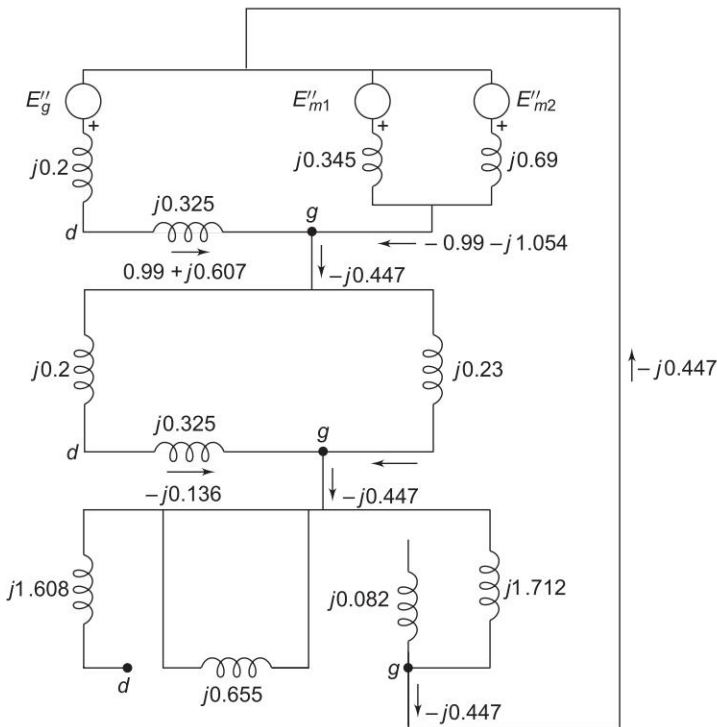 E″g
E″m1
E″m2
+
+
+
j0.2
j0.345
j0.69
j0.325
g
d
– 0.99 – j1.054
0.99 + j0.607
– j0.447
j0.2
j0.23
– j0.447
j0.325
g
d
– j0.136
– j0.447
j1.608
j0.082
j1.712
d
j0.655
g
– j0.447